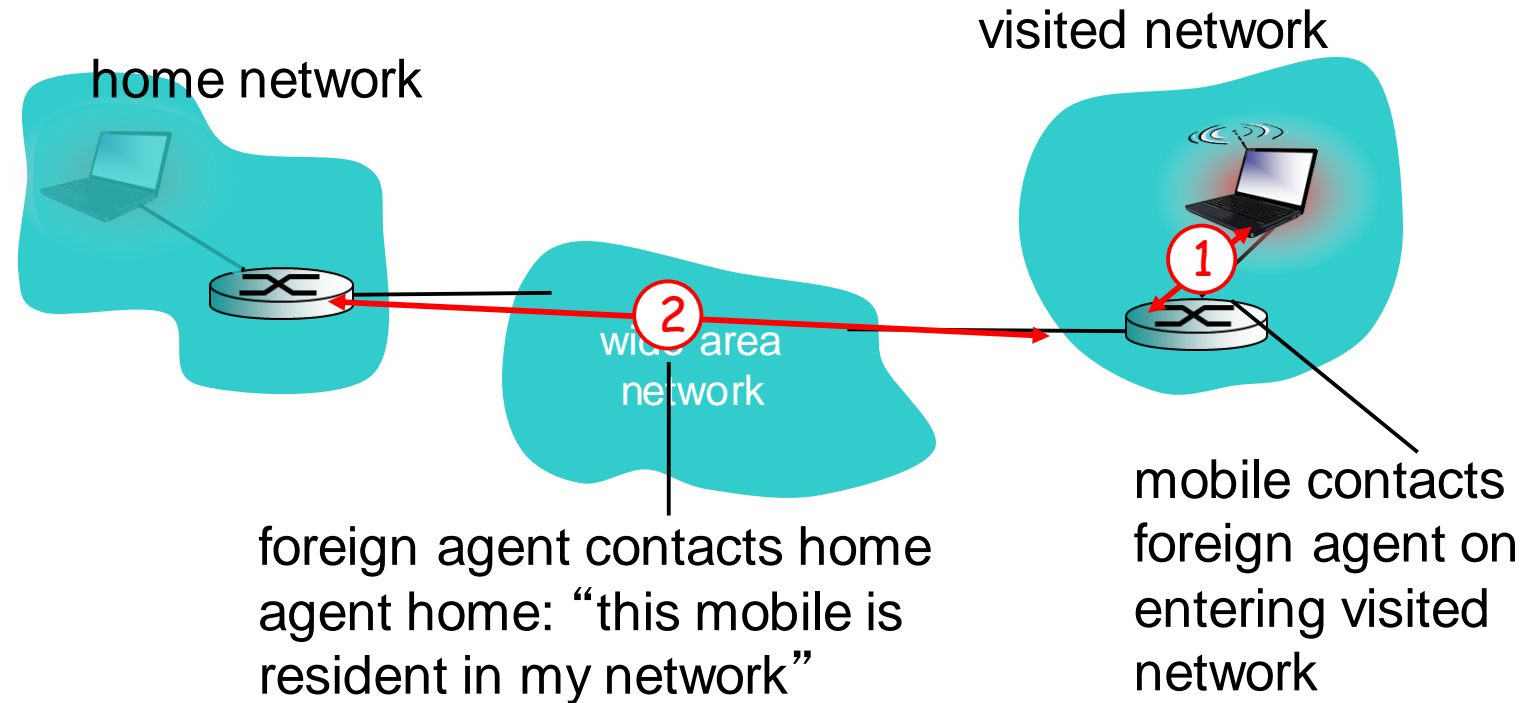 visited network
home network
1
2
wide area
network
foreign agent contacts home
agent home: “this mobile is
resident in my network”
mobile contacts
foreign agent on
entering visited
network